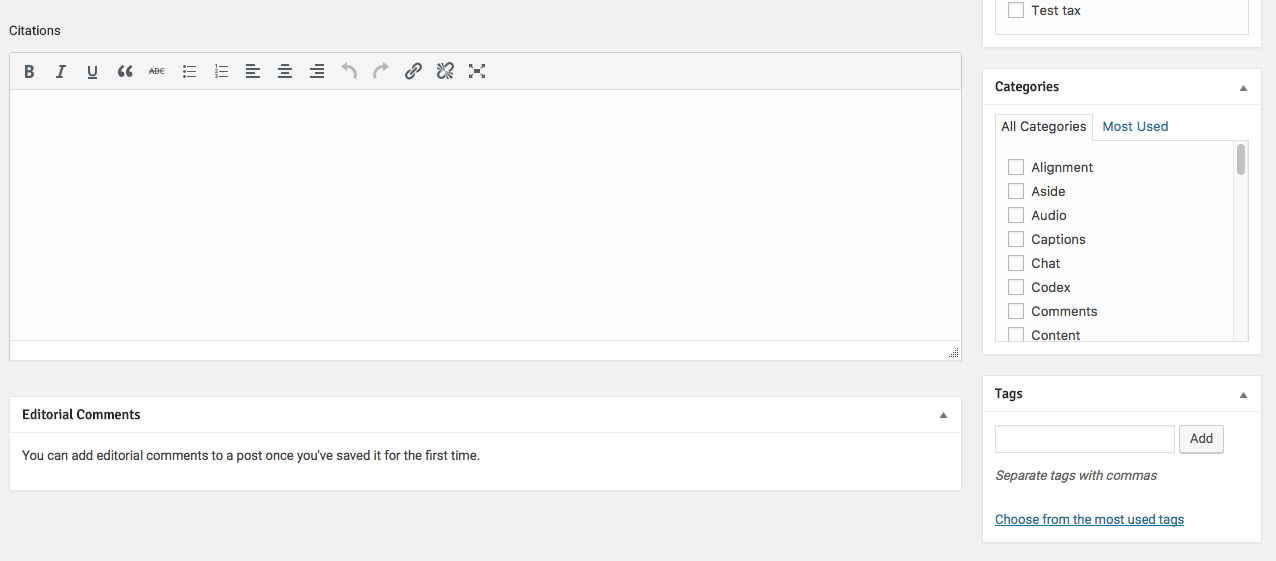 Citations
B I U ABC
Editorial Comments
You can add editorial comments to a post once you've saved it for the first time.
Test tax
Categories
All Categories Most Used
Alignment
Aside
Audio
Captions
Chat
Codex
Comments
Content
Tags
Add
Separate tags with commas
Choose from the most used tags